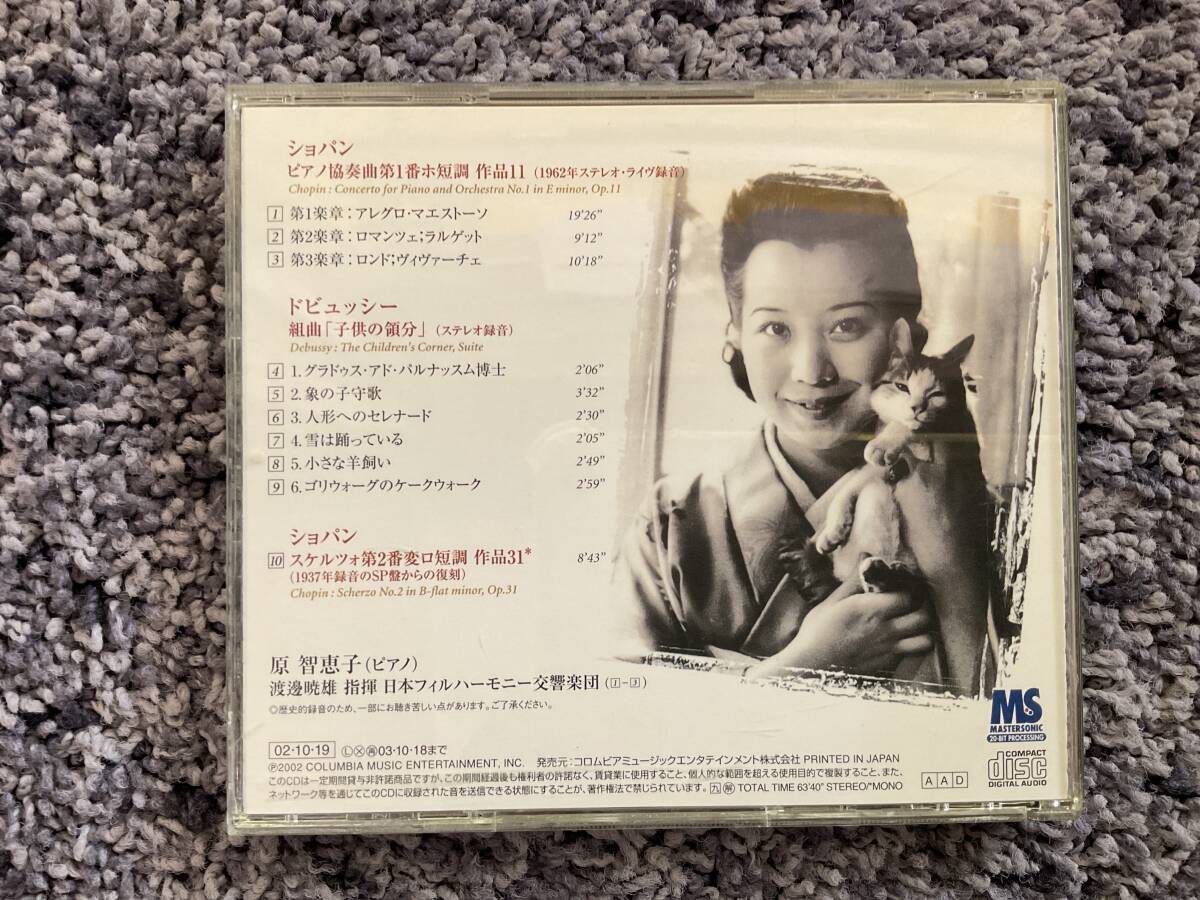 ショパン
ピアノ協奏曲第1番ホ短調 作品11（1962年ステレオ・ライヴ録音）
Chopin : Concerto for Piano and Orchestra No.1 in E minor, Op.11
1 第1楽章：アレグロ・マエストーソ 19'26"
2 第2楽章：ロマンツェ；ラルゲット 9'12"
3 第3楽章：ロンド；ヴィヴァーチェ 10'18"
ドビュッシー
組曲「子供の領分」（ステレオ録音）
Debussy : The Children's Corner, Suite
4 1.グラドゥス・アド・パルナッスム博士 2'06"
5 2.象の子守歌 3'32"
6 3.人形へのセレナード 2'30"
7 4.雪は踊っている 2'05"
8 5.小さな羊飼い 2'49"
9 6.ゴリウォーグのケークウォーク 2'59"
ショパン
10 スケルツォ第2番変ロ短調 作品31* 8'43"
（1937年録音のSP盤からの復刻）
Chopin : Scherzo No.2 in B-flat minor, Op.31
原 智恵子（ピアノ）
渡邊暁雄 指揮 日本フィルハーモニー交響楽団（1-3）
◎歴史的録音のため、一部にお聴き苦しい点があります。ご了承ください。
MS
MASTERSONIC
20-BIT PROCESSING
02・10・19 Ⓛ Ⓧ 再 03・10・18まで
Ⓟ2002 COLUMBIA MUSIC ENTERTAINMENT, INC. 発売元：コロムビアミュージックエンタテインメント株式会社 PRINTED IN JAPAN
このCDは一定期間貸与非許諾商品ですが、この期間経過後も権利者の許諾なく、賃貸業に使用すること、個人的な範囲を超える使用目的で複製すること、また、
ネットワーク等を通じてこのCDに収録された音を送信できる状態にすることが、著作権法で禁じられています。 TOTAL TIME 63'40" STEREO/*MONO
A A D
COMPACT
disc
DIGITAL AUDIO